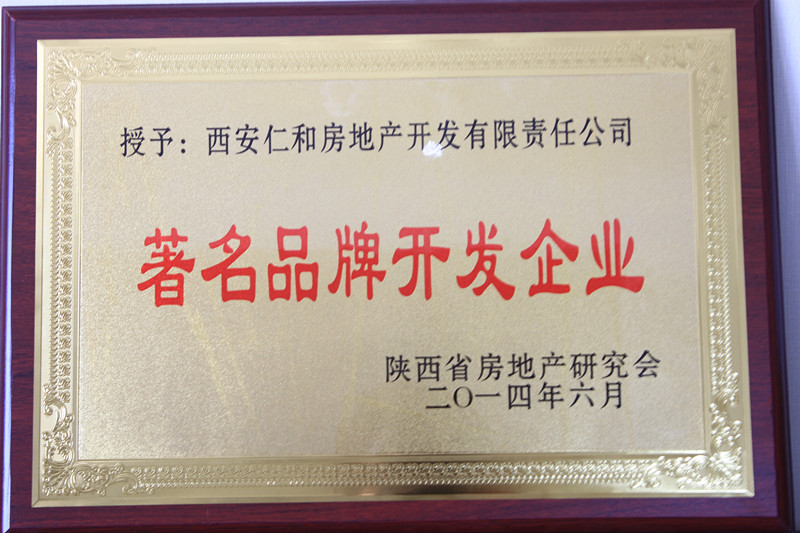 授予：西安仁和房地产开发有限责任公司
著名品牌开发企业
陕西省房地产研究会
二〇一四年六月